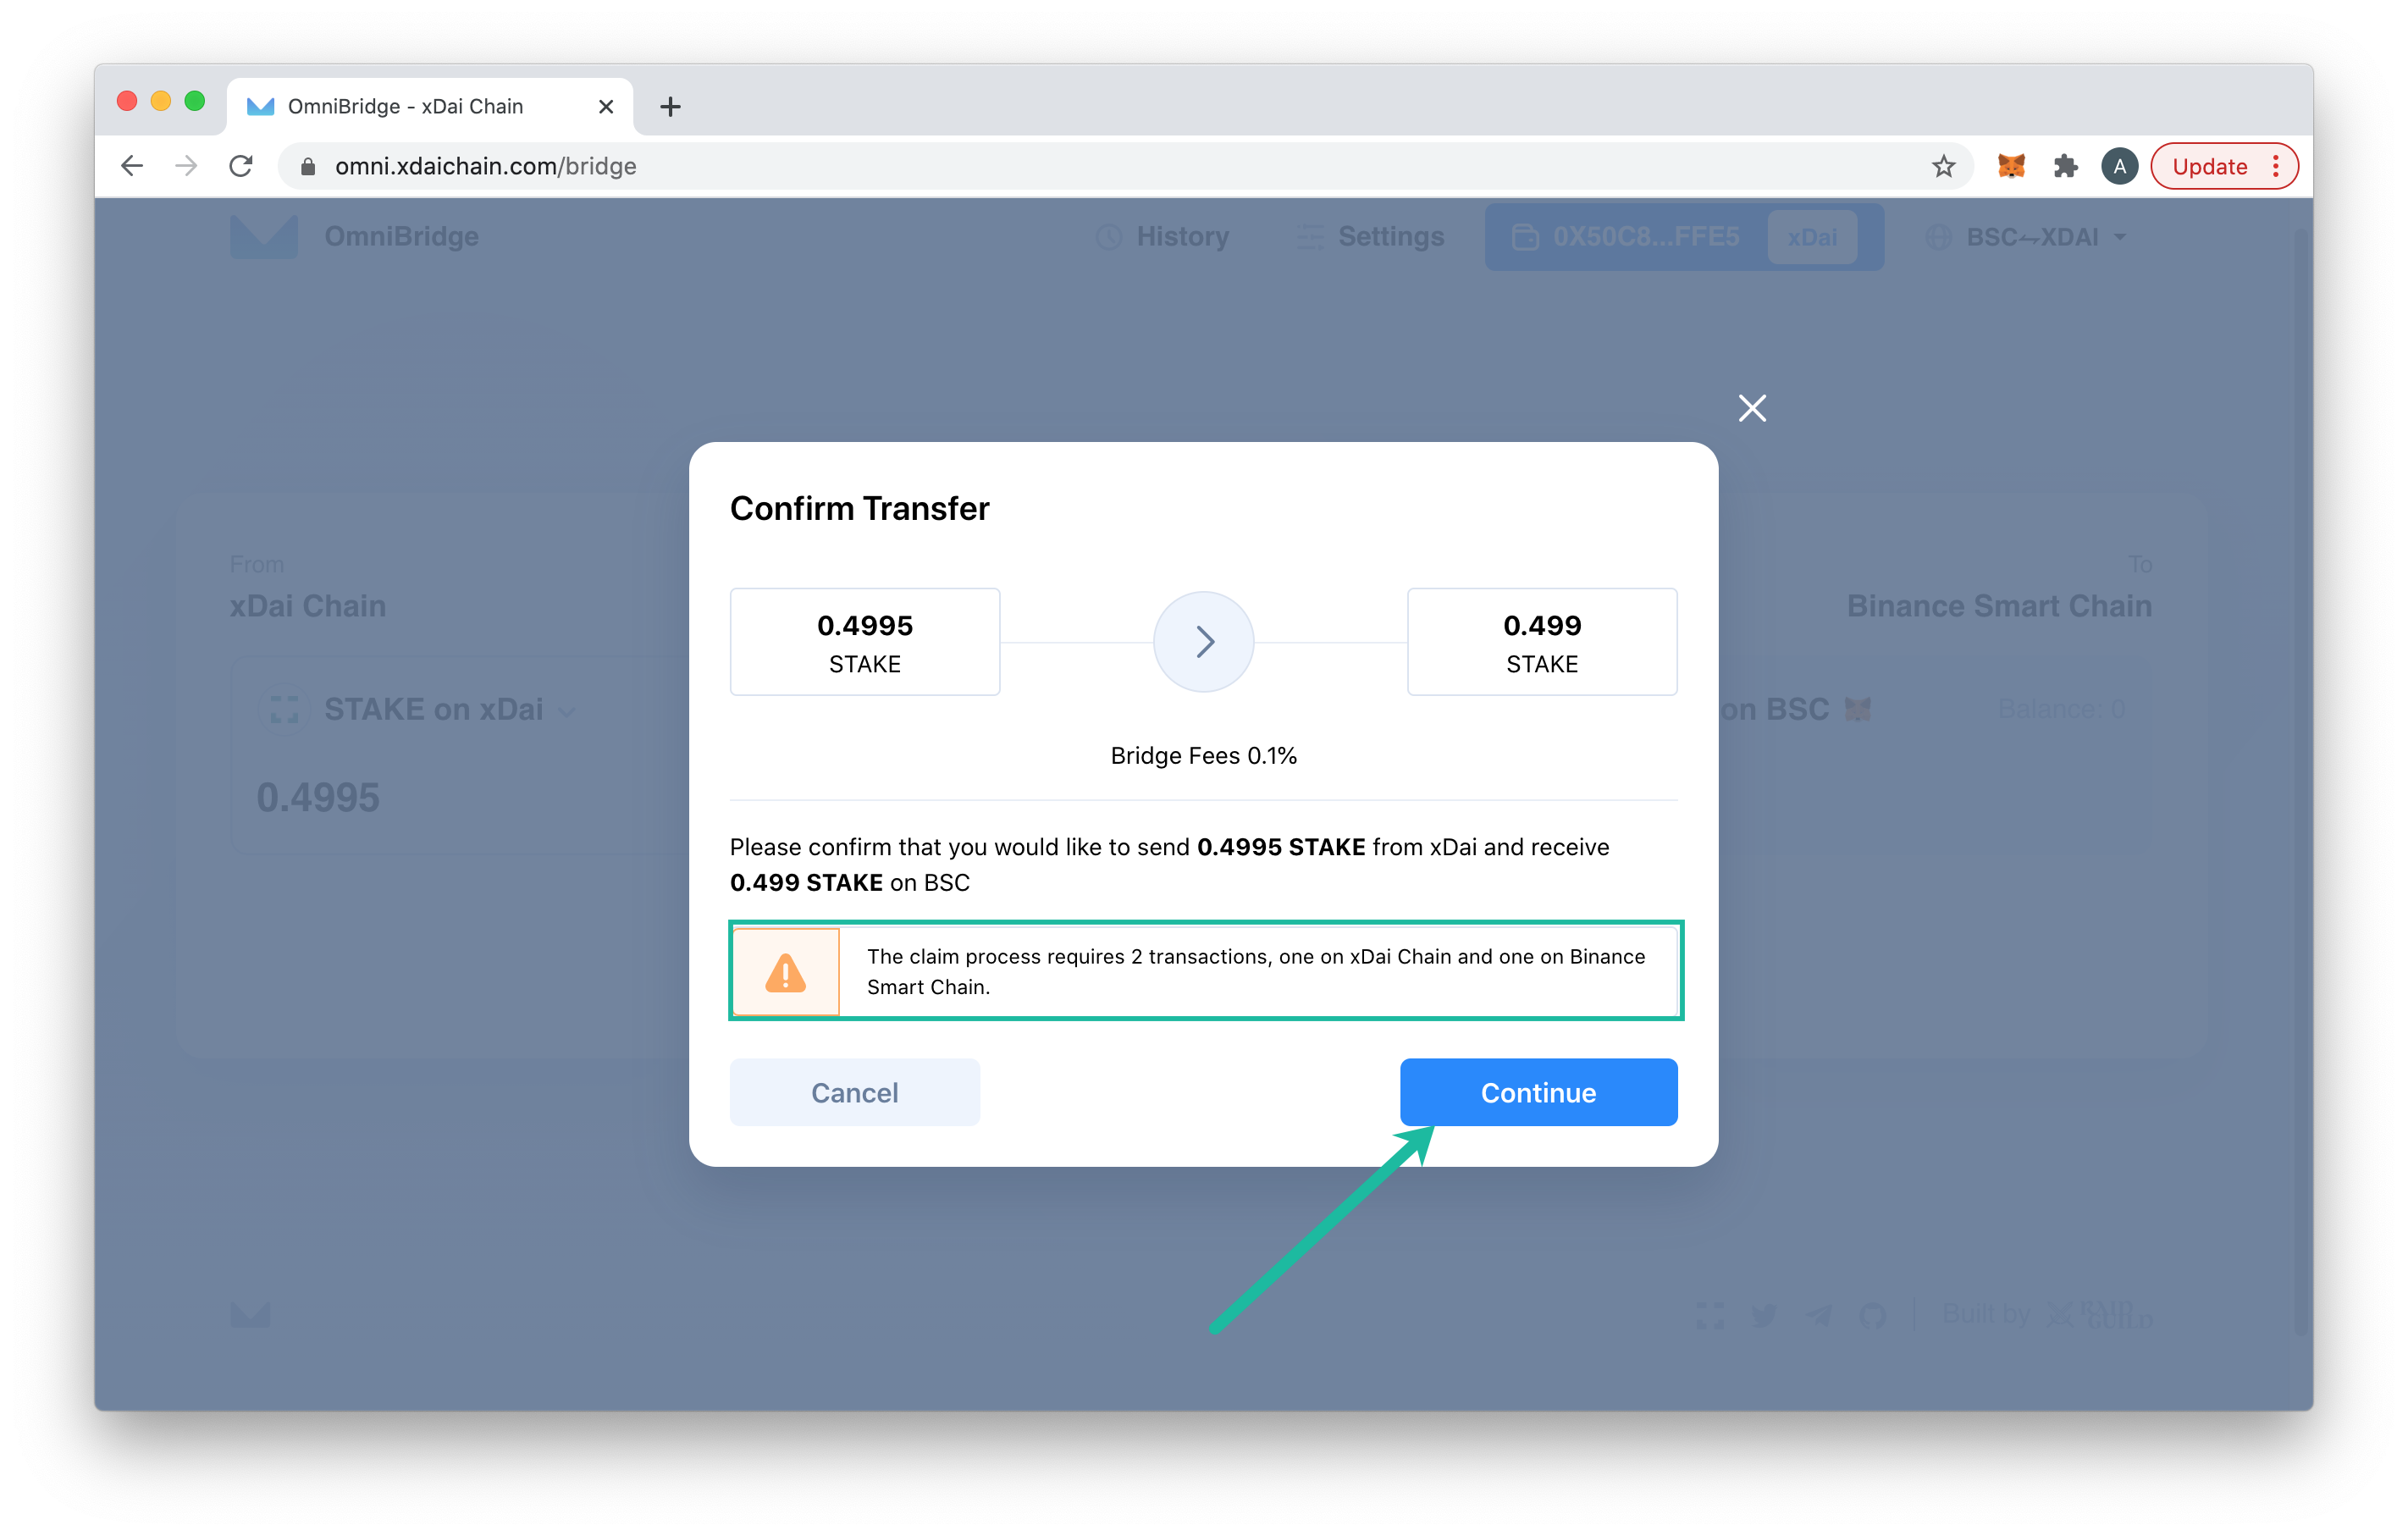 OmniBridge - xDai Chain
omni.xdaichain.com/bridge
A
Update
OmniBridge
History
Settings
0X50C8...FFE5
xDai
BSC⇋XDAI
Confirm Transfer
From
xDai Chain
To
Binance Smart Chain
0.4995
STAKE
0.499
STAKE
STAKE on xDai
on BSC
Balance: 0
Bridge Fees 0.1%
0.4995
Please confirm that you would like to send 0.4995 STAKE from xDai and receive
0.499 STAKE on BSC
The claim process requires 2 transactions, one on xDai Chain and one on Binance
Smart Chain.
Cancel
Continue
Built by
RAID
GUILD